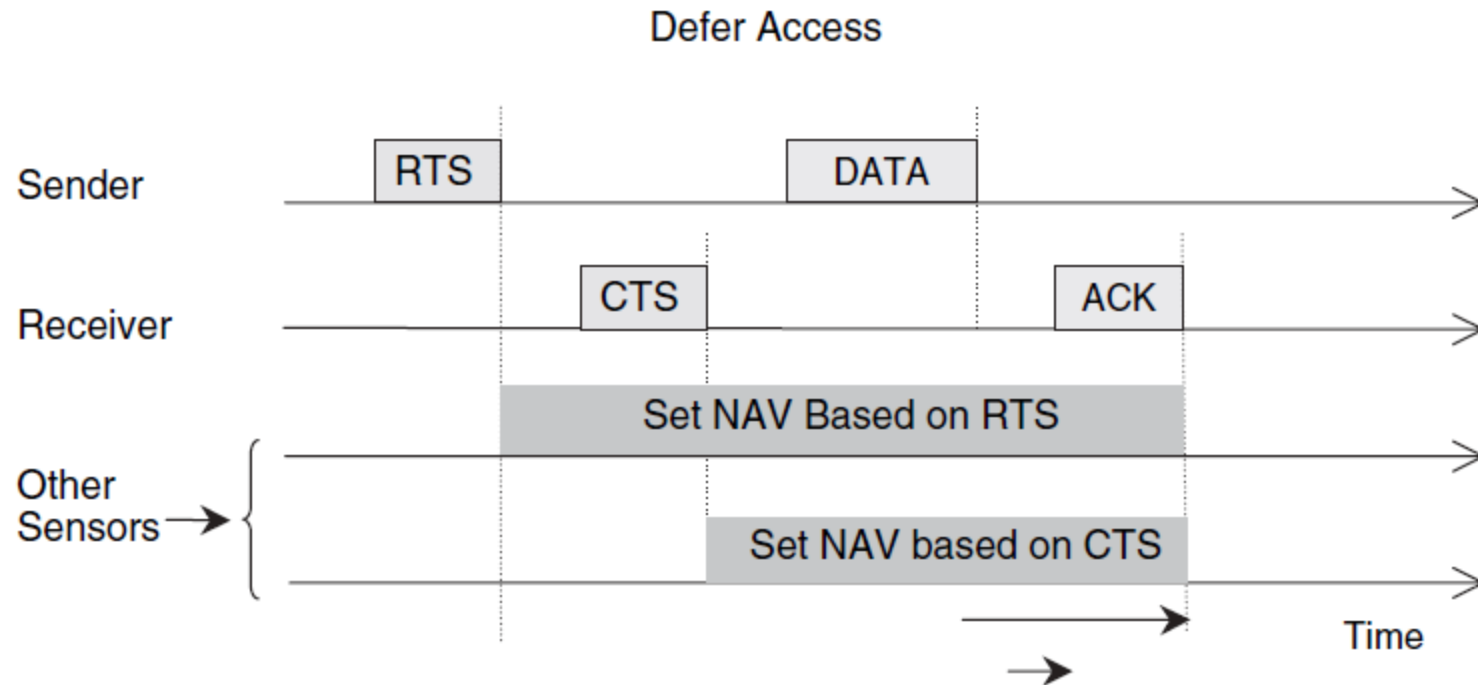 Defer Access
Sender
RTS
DATA
Receiver
CTS
ACK
Set NAV Based on RTS
Other
Sensors
Set NAV based on CTS
Time